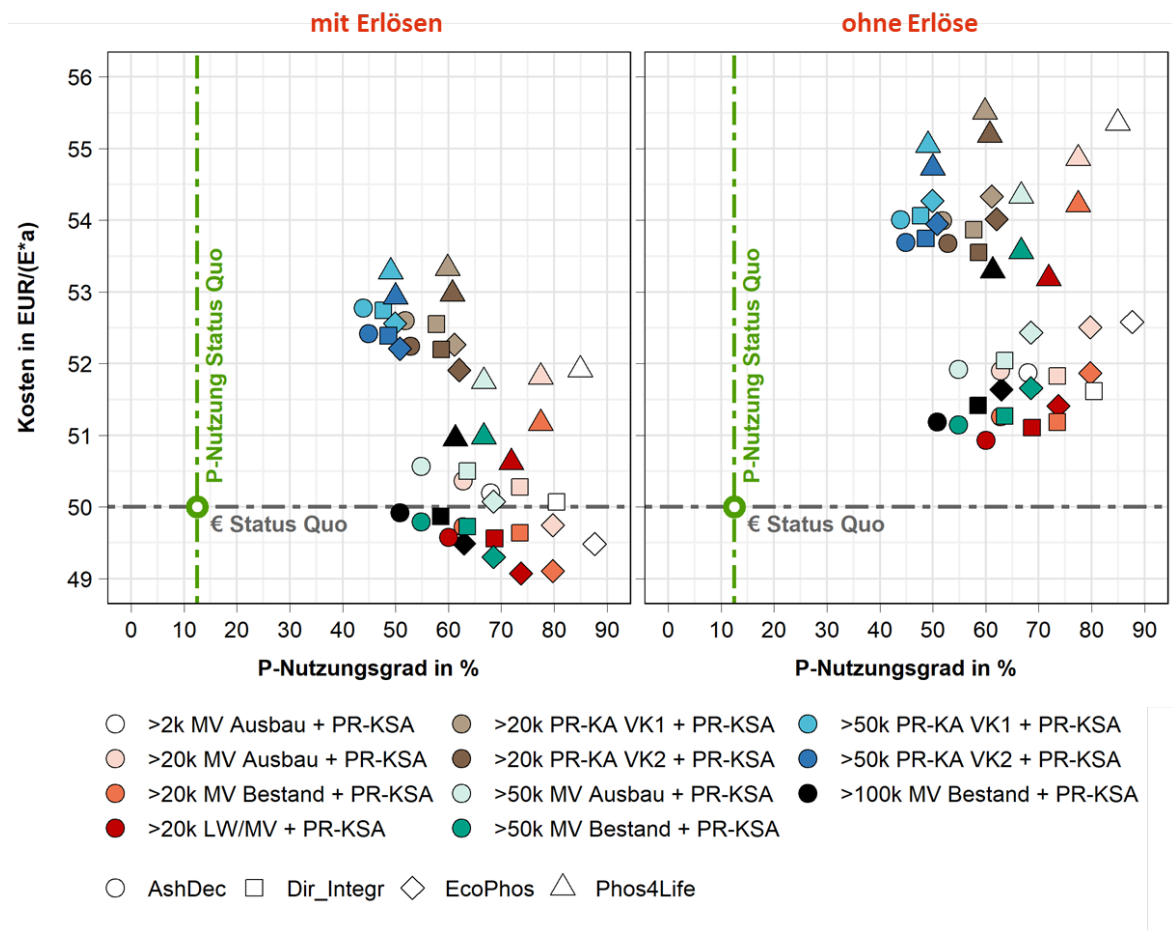 mit Erlösen
ohne Erlöse
Kosten in EUR/(E*a)
56
55
54
53
52
51
50
49
P-Nutzung Status Quo
€ Status Quo
P-Nutzung Status Quo
€ Status Quo
0 10 20 30 40 50 60 70 80 90
0 10 20 30 40 50 60 70 80 90
P-Nutzungsgrad in %
P-Nutzungsgrad in %
>2k MV Ausbau + PR-KSA
>20k MV Ausbau + PR-KSA
>20k MV Bestand + PR-KSA
>20k LW/MV + PR-KSA
>20k PR-KA VK1 + PR-KSA
>20k PR-KA VK2 + PR-KSA
>50k MV Ausbau + PR-KSA
>50k MV Bestand + PR-KSA
>50k PR-KA VK1 + PR-KSA
>50k PR-KA VK2 + PR-KSA
>100k MV Bestand + PR-KSA
AshDec Dir_Integr EcoPhos Phos4Life